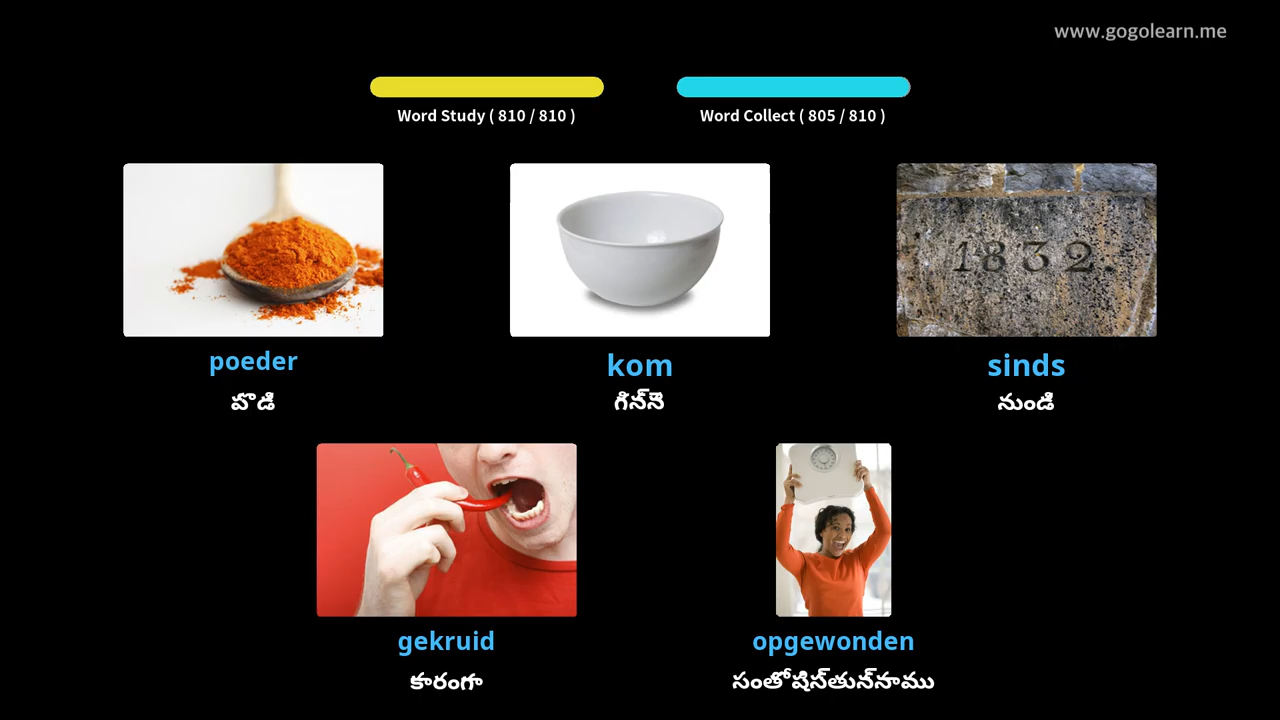 www.gogolearn.me
Word Study ( 810 / 810 )
Word Collect ( 805 / 810 )
1832.
poeder
kom
sinds
పొడి
గిన్‌నె
నుండి
gekruid
opgewonden
కారంగా
సంతోషిన్‌తున్‌నాము